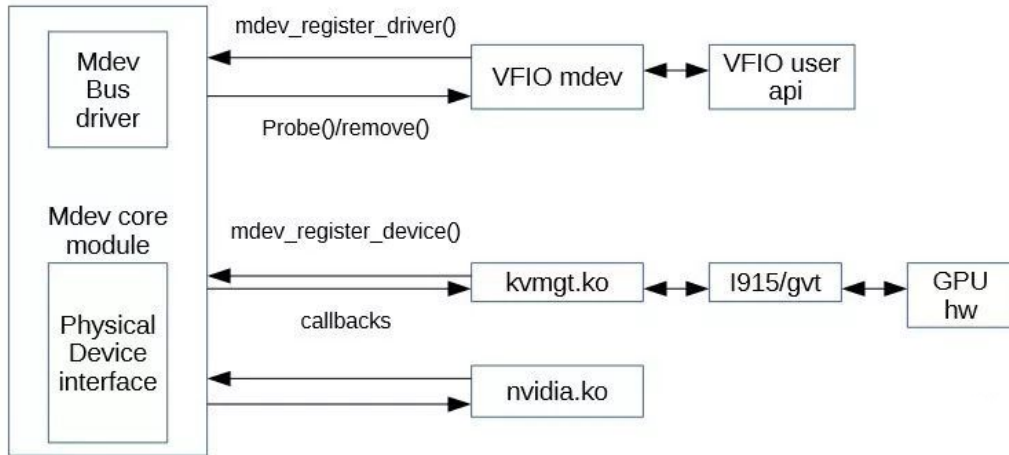 mdev_register_driver()
Mdev
Bus
driver
VFIO mdev
VFIO user
api
Probe()/remove()
Mdev core
module
mdev_register_device()
kvmgt.ko
I915/gvt
GPU
hw
callbacks
Physical
Device
interface
nvidia.ko